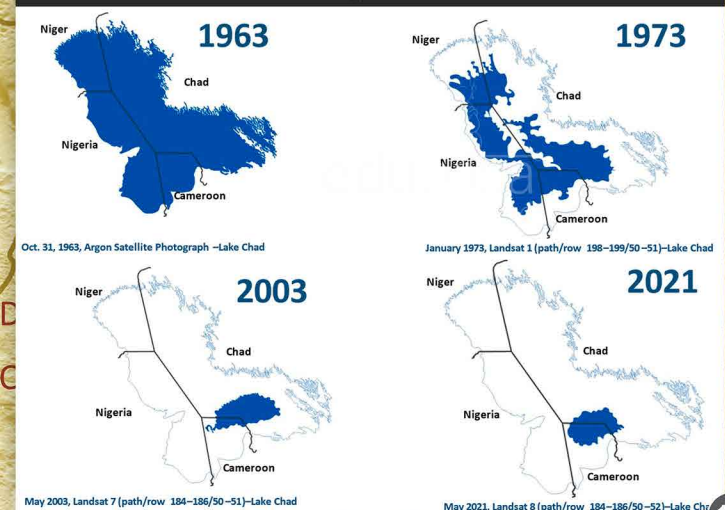 1963
Niger
Chad
Nigeria
Cameroon
Oct. 31, 1963, Argon Satellite Photograph –Lake Chad
1973
Niger
Chad
Nigeria
Cameroon
January 1973, Landsat 1 (path/row 198–199/50 –51)–Lake Chad
2003
Niger
Chad
Nigeria
Cameroon
May 2003, Landsat 7 (path/row 184–186/50 –51)–Lake Chad
2021
Niger
Chad
Nigeria
Cameroon
May 2021, Landsat 8 (path/row 184–186/50 –52)–Lake
D
C